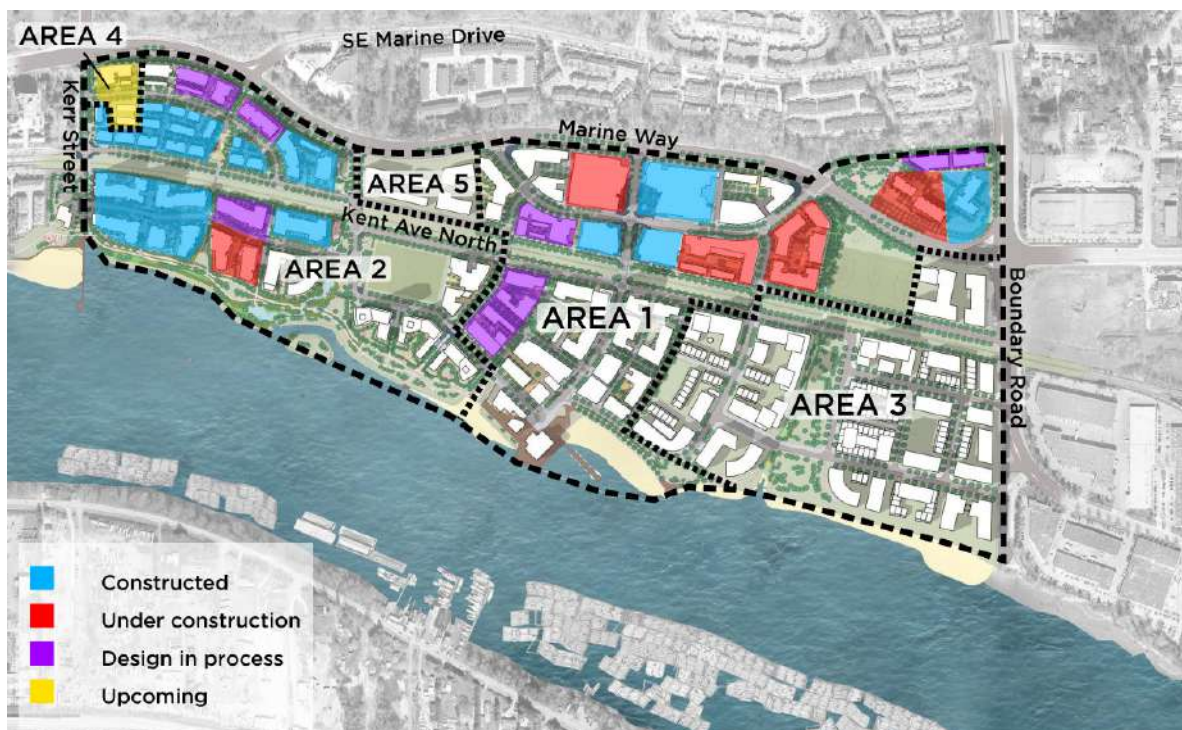 AREA 4
SE Marine Drive
Kerr Street
Marine Way
AREA 5
Kent Ave North
AREA 2
AREA 1
Boundary Road
AREA 3
Constructed
Under construction
Design in process
Upcoming